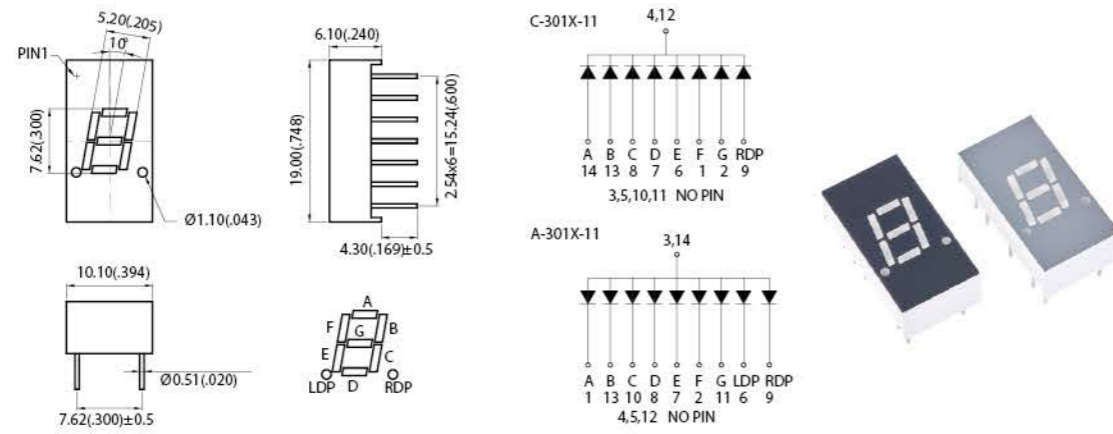 5.20(.205)
10°
PIN1
7.62(.300)
Ø1.10(.043)
6.10(.240)
19.00(.748)
2.54x6=15.24(.600)
4.30(.169)±0.5
10.10(.394)
Ø0.51(.020)
7.62(.300)±0.5
A
F G B
E C
LDP D RDP
C-301X-11
4,12
A B C D E F G RDP
14 13 8 7 6 1 2 9
3,5,10,11 NO PIN
A-301X-11
3,14
A B C D E F G LDP RDP
1 13 10 8 7 2 11 6 9
4,5,12 NO PIN